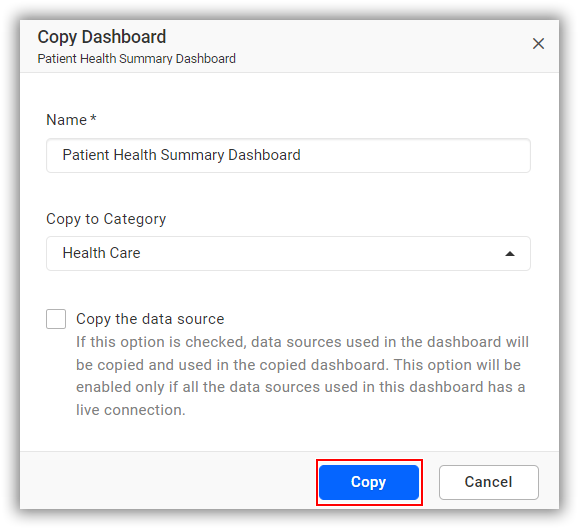 Copy Dashboard
Patient Health Summary Dashboard
Name *
Patient Health Summary Dashboard
Copy to Category
Health Care
Copy the data source
If this option is checked, data sources used in the dashboard will
be copied and used in the copied dashboard. This option will be
enabled only if all the data sources used in this dashboard has a
live connection.
Copy
Cancel